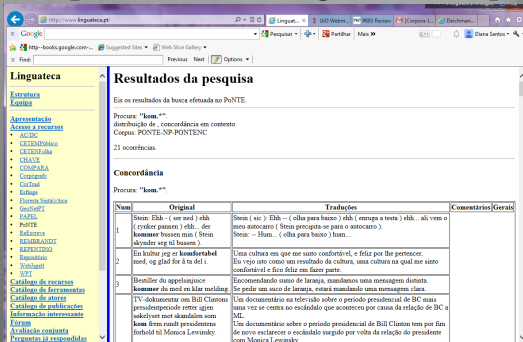 http://www.linguateca.pt/
Linguat...
UiO Webm...
#683 Review
[Corpora-L...
Deichman...
Google
Pesquisar
Partilhar
Mais »
Diana Santos
http--books.google.com-...
Suggested Sites
Web Slice Gallery
Find:
Previous Next
Options
Linguateca
Estrutura
Equipa
Apresentação
Acesso a recursos
AC/DC
CETEMPúblico
CETENFolha
CHAVE
COMPARA
Corpógrafo
CorTrad
Esfinge
Floresta Sintá(c)tica
GeoNetPT
PAPEL
PoNTE
ReEscreve
REMBRANDT
REPENTINO
Repositório
WebJspell
WPT
Catálogo de recursos
Catálogo de ferramentas
Catálogo de atores
Catálogo de publicações
Informação interessante
Fórum
Avaliação conjunta
Perguntas já respondidas
Resultados da pesquisa
Eis os resultados da busca efetuada no PoNTE.
Procura: "kom.*".
distribuição de , concordância em contexto.
Corpus: PONTE-NP-PONTENC
21 ocorrências.
Concordância
Procura: "kom.*".
Num Original Traduções Comentários Gerais
1
Stein: Ehh - ( ser ned ) ehh
( rynker pannen ) ehh... der
kommer bussen min ( Stein
skynder seg til bussen ).
Stein ( sic ): Ehh -- ( olha para baixo ) ehh ( enruga a testa ) ehh... ali vem o
meu autocarro ( Stein precipita-se para o autocarro ).
Stein: -- Hum... ( olha para baixo ) hum...
2
En kultur jeg er komfortabel
med, og glad for å ta del i.
Uma cultura em que me sinto confortável, e feliz por lhe pertencer.
Eu vejo isto como um resultado da cultura, uma cultura na qual me sinto
confortável e fico feliz em fazer parte.
3
Bestiller du appelsinjuice
kommer du med en klar melding.
Encomendando sumo de laranja, mandamos uma mensagem distinta.
Se pedir um suco de laranja, estará mandando uma mensagem clara.
TV-dokumentar om Bill Clintons
presidentperiode retter igjen
søkelyset mot skandalen som
kom frem rundt presidentens
forhold til Monica Lewinsky.
Um documentário na televisão sobre o período presidencial de BC mais
uma vez se centra no escândalo que aconteceu por causa da relação de BC a
ML.
Um documentário sobre o período presidencial de Bill Clinton tem por fim
de novo esclarecer o escândalo surgido por volta da relação do presidente
com Monica Lewinsky.